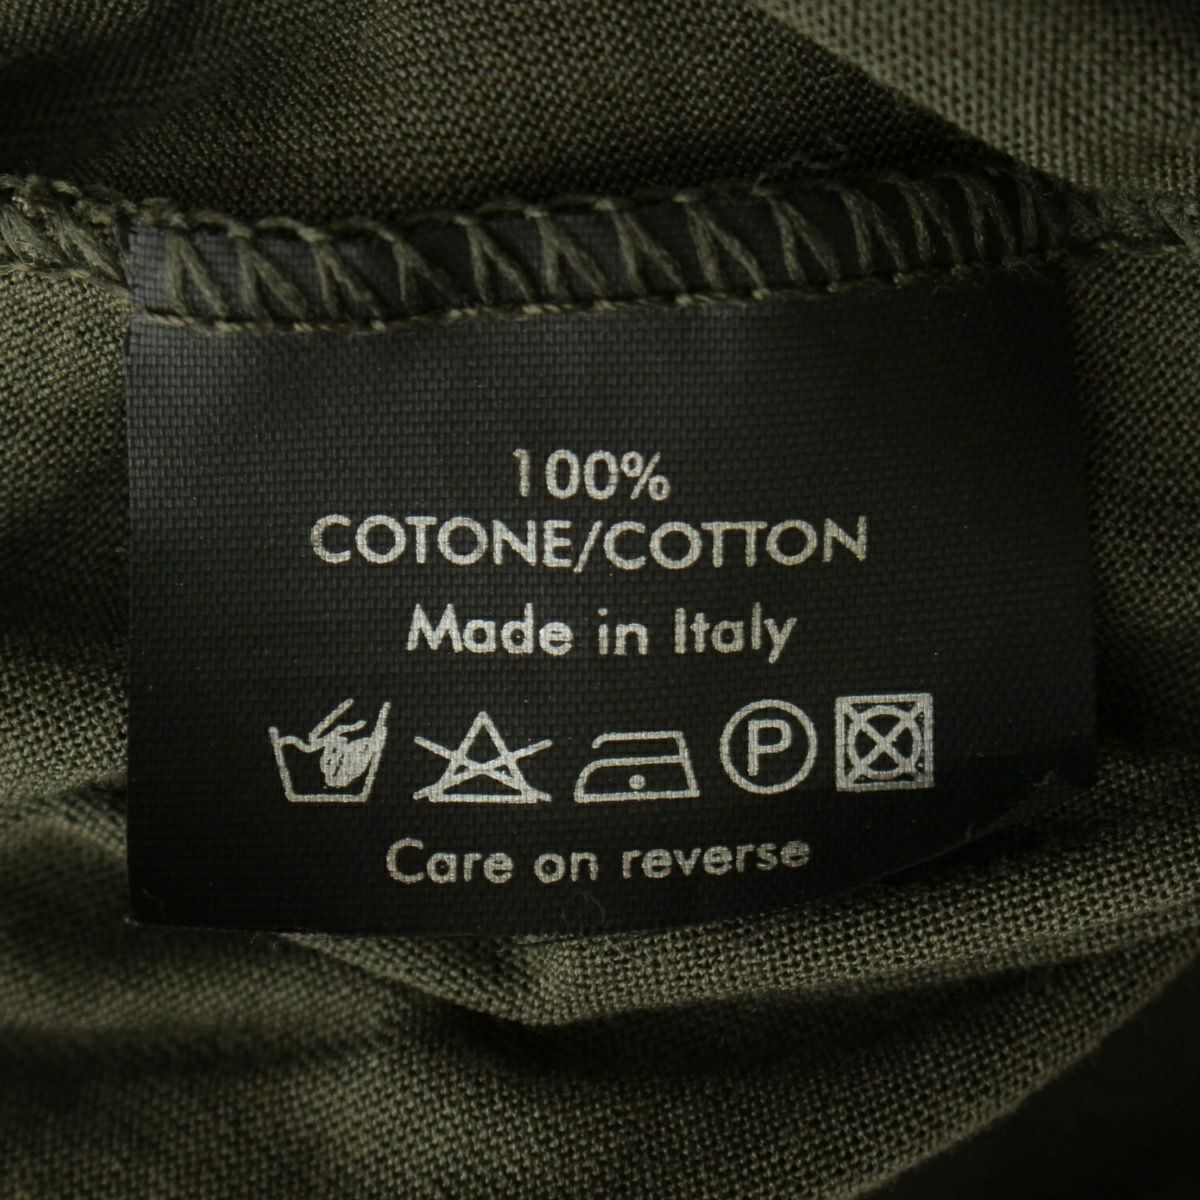 100%
COTONE/COTTON
Made in Italy
P
Care on reverse